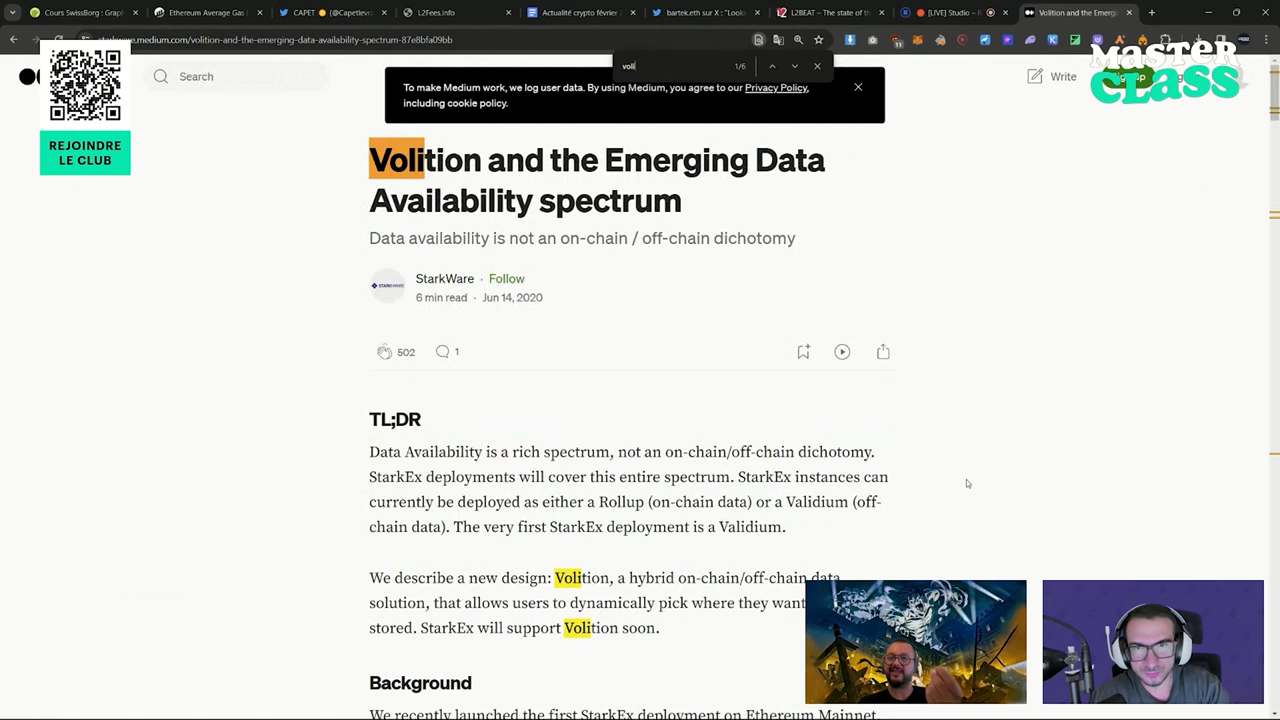 Cours SwissBorg : Graph
Ethereum Average Gas
CAPET (@Capetlevra
L2Fees.info
Actualité crypto février 2
bartek.eth sur X : "Looks
L2BEAT – The state of th
[LIVE] Studio - R
Volition and the Emergi
starkware.medium.com/volition-and-the-emerging-data-availability-spectrum-87e8bfa09bb
Search
voli
1/6
Write
MASTER
CLASS
To make Medium work, we log user data. By using Medium, you agree to our Privacy Policy,
including cookie policy.
REJOINDRE
LE CLUB
Volition and the Emerging Data
Availability spectrum
Data availability is not an on-chain / off-chain dichotomy
STARKWARE
StarkWare · Follow
6 min read · Jun 14, 2020
502
1
TL;DR
Data Availability is a rich spectrum, not an on-chain/off-chain dichotomy.
StarkEx deployments will cover this entire spectrum. StarkEx instances can
currently be deployed as either a Rollup (on-chain data) or a Validium (off-
chain data). The very first StarkEx deployment is a Validium.
We describe a new design: Volition, a hybrid on-chain/off-chain data
solution, that allows users to dynamically pick where they want
stored. StarkEx will support Volition soon.
Background
We recently launched the first StarkEx deployment on Ethereum Mainnet.